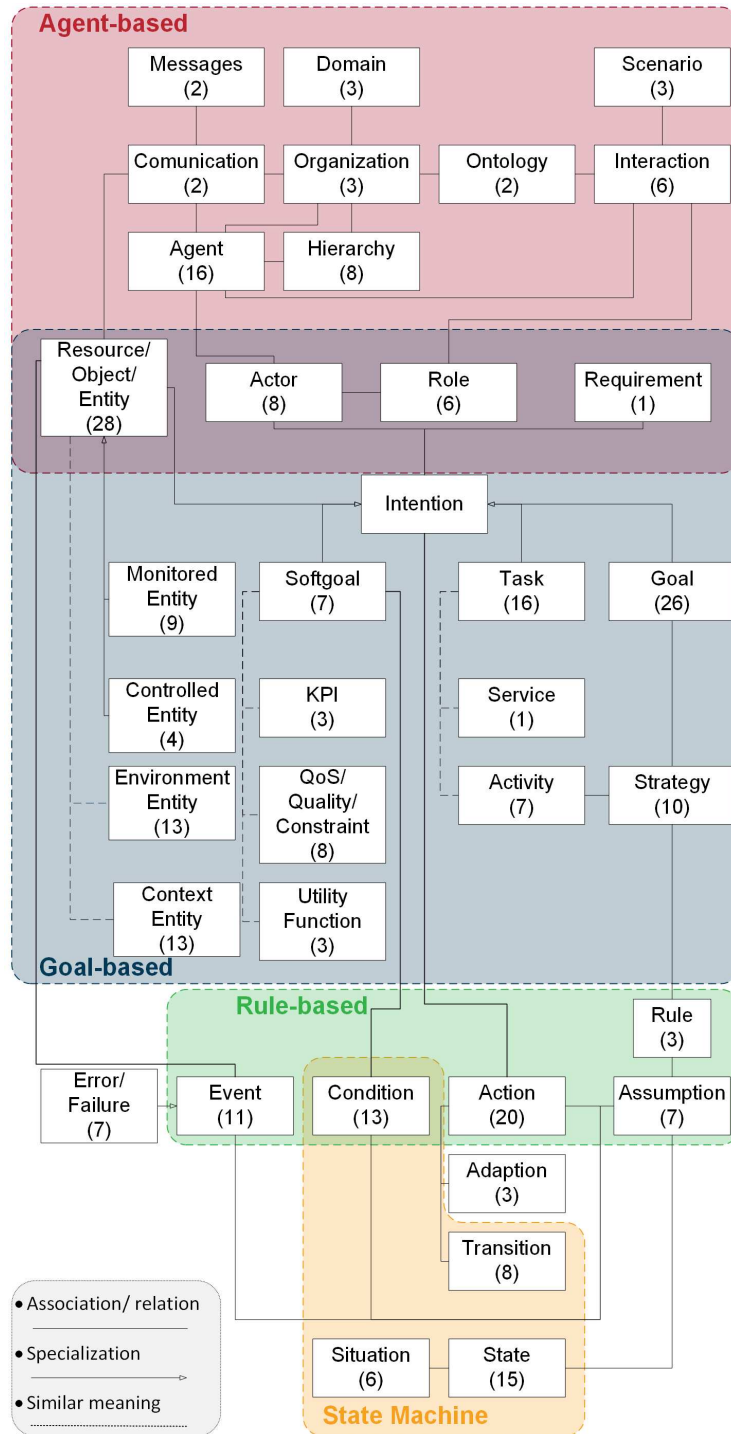 Agent-based
Messages
(2)
Domain
(3)
Scenario
(3)
Comunication
(2)
Organization
(3)
Ontology
(2)
Interaction
(6)
Agent
(16)
Hierarchy
(8)
Resource/
Object/
Entity
(28)
Actor
(8)
Role
(6)
Requirement
(1)
Intention
Monitored
Entity
(9)
Softgoal
(7)
Task
(16)
Goal
(26)
Controlled
Entity
(4)
KPI
(3)
Service
(1)
Environment
Entity
(13)
QoS/
Quality/
Constraint
(8)
Activity
(7)
Strategy
(10)
Context
Entity
(13)
Utility
Function
(3)
Goal-based
Rule-based
Rule
(3)
Error/
Failure
(7)
Event
(11)
Condition
(13)
Action
(20)
Assumption
(7)
Adaption
(3)
Transition
(8)
Situation
(6)
State
(15)
State Machine
• Association/ relation
• Specialization
• Similar meaning